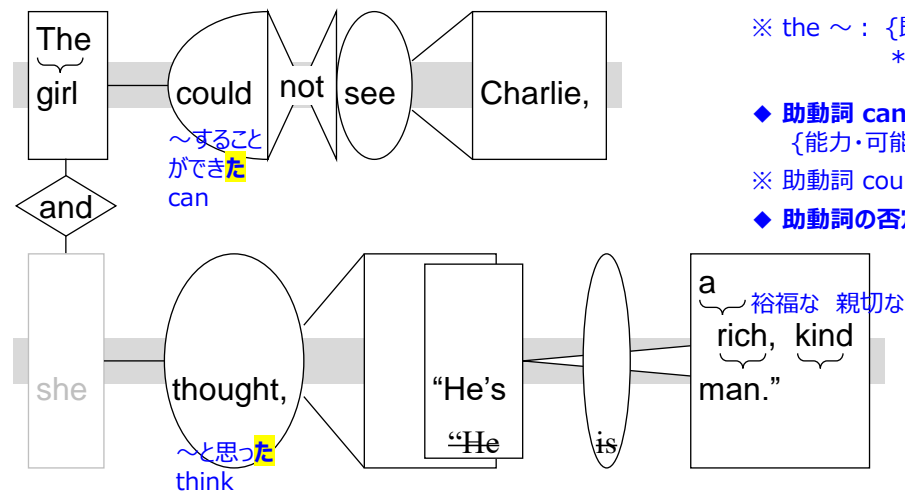 The
girl could not see Charlie,
～すること
ができた
can
and
she thought, “He’s
“He is
～と思った
think
a
裕福な 親切な
rich, kind
man.”
※ the ～ :
*
◆ 助動詞 can
{能力・可能
※ 助動詞 cou
◆ 助動詞の否